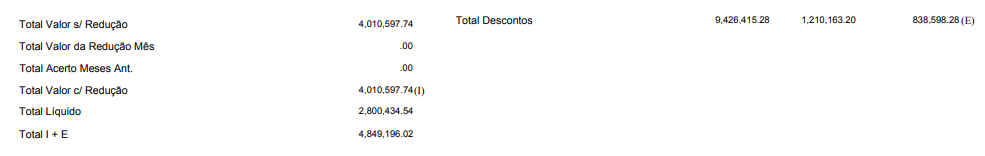 Total Valor s/ Redução 4,010,597.74 Total Descontos 9,426,415.28 1,210,163.20 838,598.28 (E)
Total Valor da Redução Mês .00
Total Acerto Meses Ant. .00
Total Valor c/ Redução 4,010,597.74 (I)
Total Líquido 2,800,434.54
Total I + E 4,849,196.02